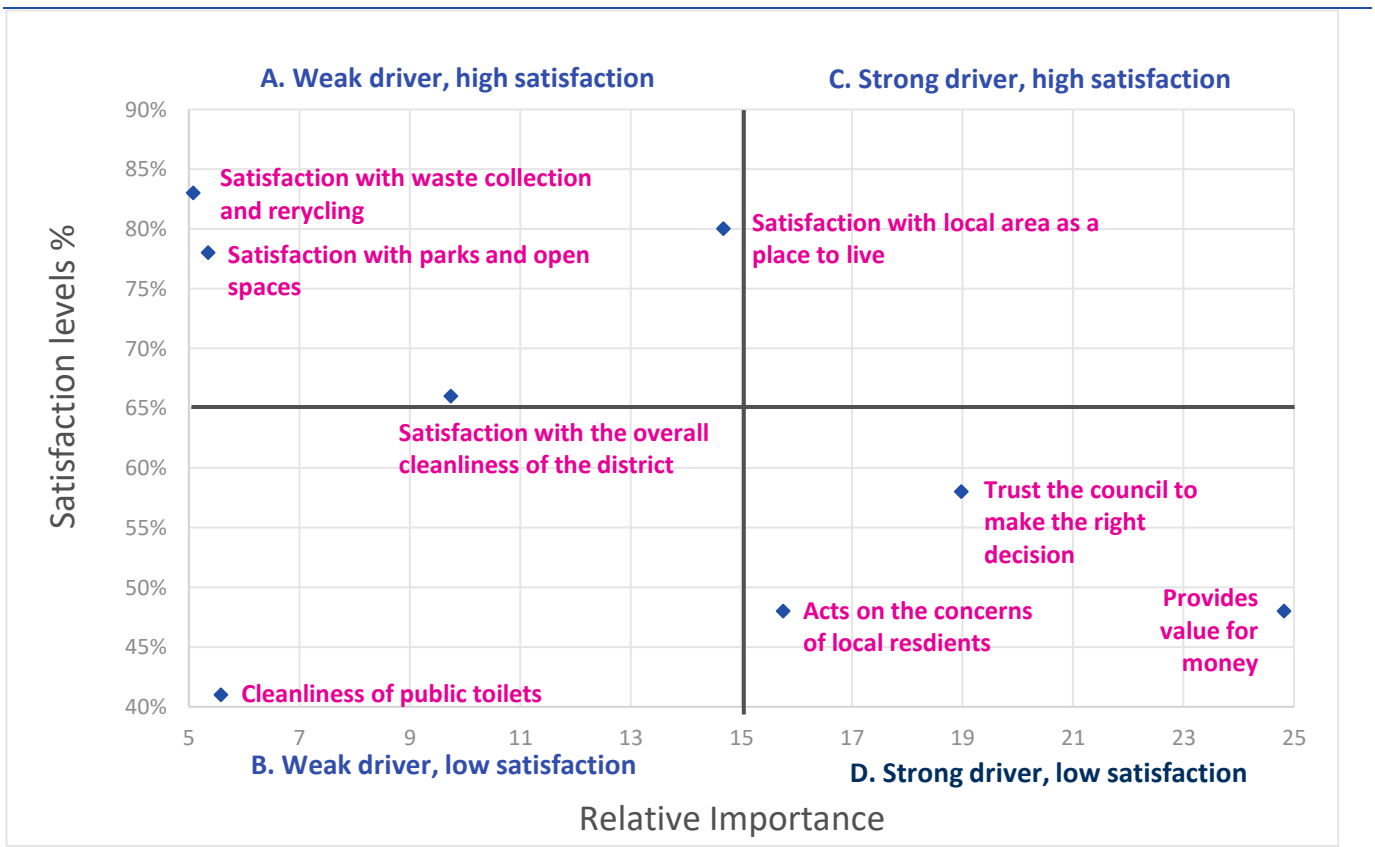 A. Weak driver, high satisfaction
C. Strong driver, high satisfaction
90%
85%
80%
75%
70%
65%
60%
55%
50%
45%
40%
Satisfaction levels %
Satisfaction with waste collection
and rerycling
Satisfaction with parks and open
spaces
Satisfaction with local area as a
place to live
Satisfaction with the overall
cleanliness of the district
Trust the council to
make the right
decision
Acts on the concerns
of local resdients
Provides
value for
money
Cleanliness of public toilets
5
7
9
11
13
15
17
19
21
23
25
B. Weak driver, low satisfaction
D. Strong driver, low satisfaction
Relative Importance